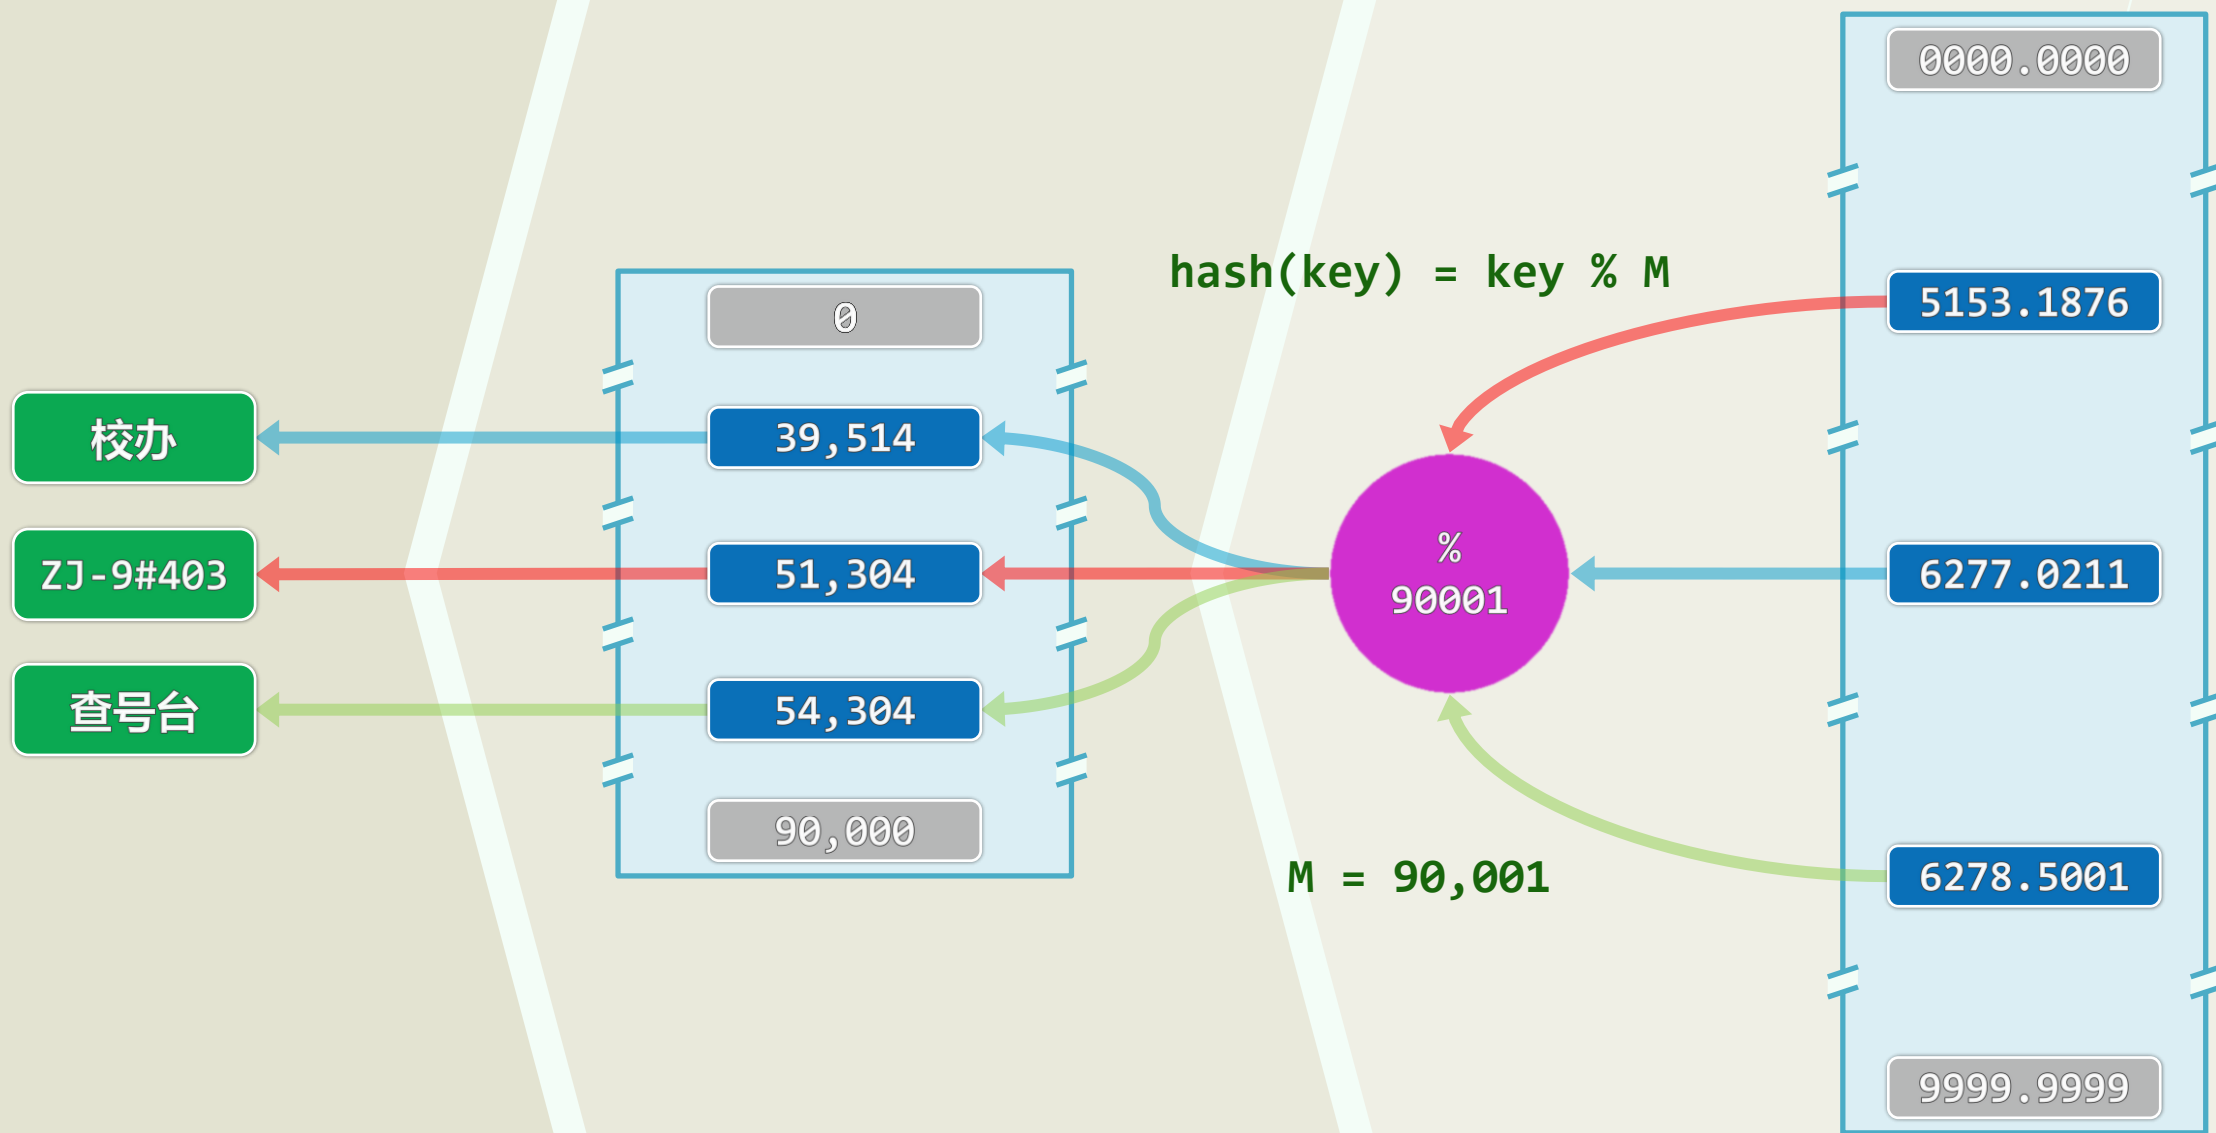 0000.0000
hash(key) = key % M
0
5153.1876
校办
39,514
%
90001
ZJ-9#403
51,304
6277.0211
查号台
54,304
90,000
M = 90,001
6278.5001
9999.9999